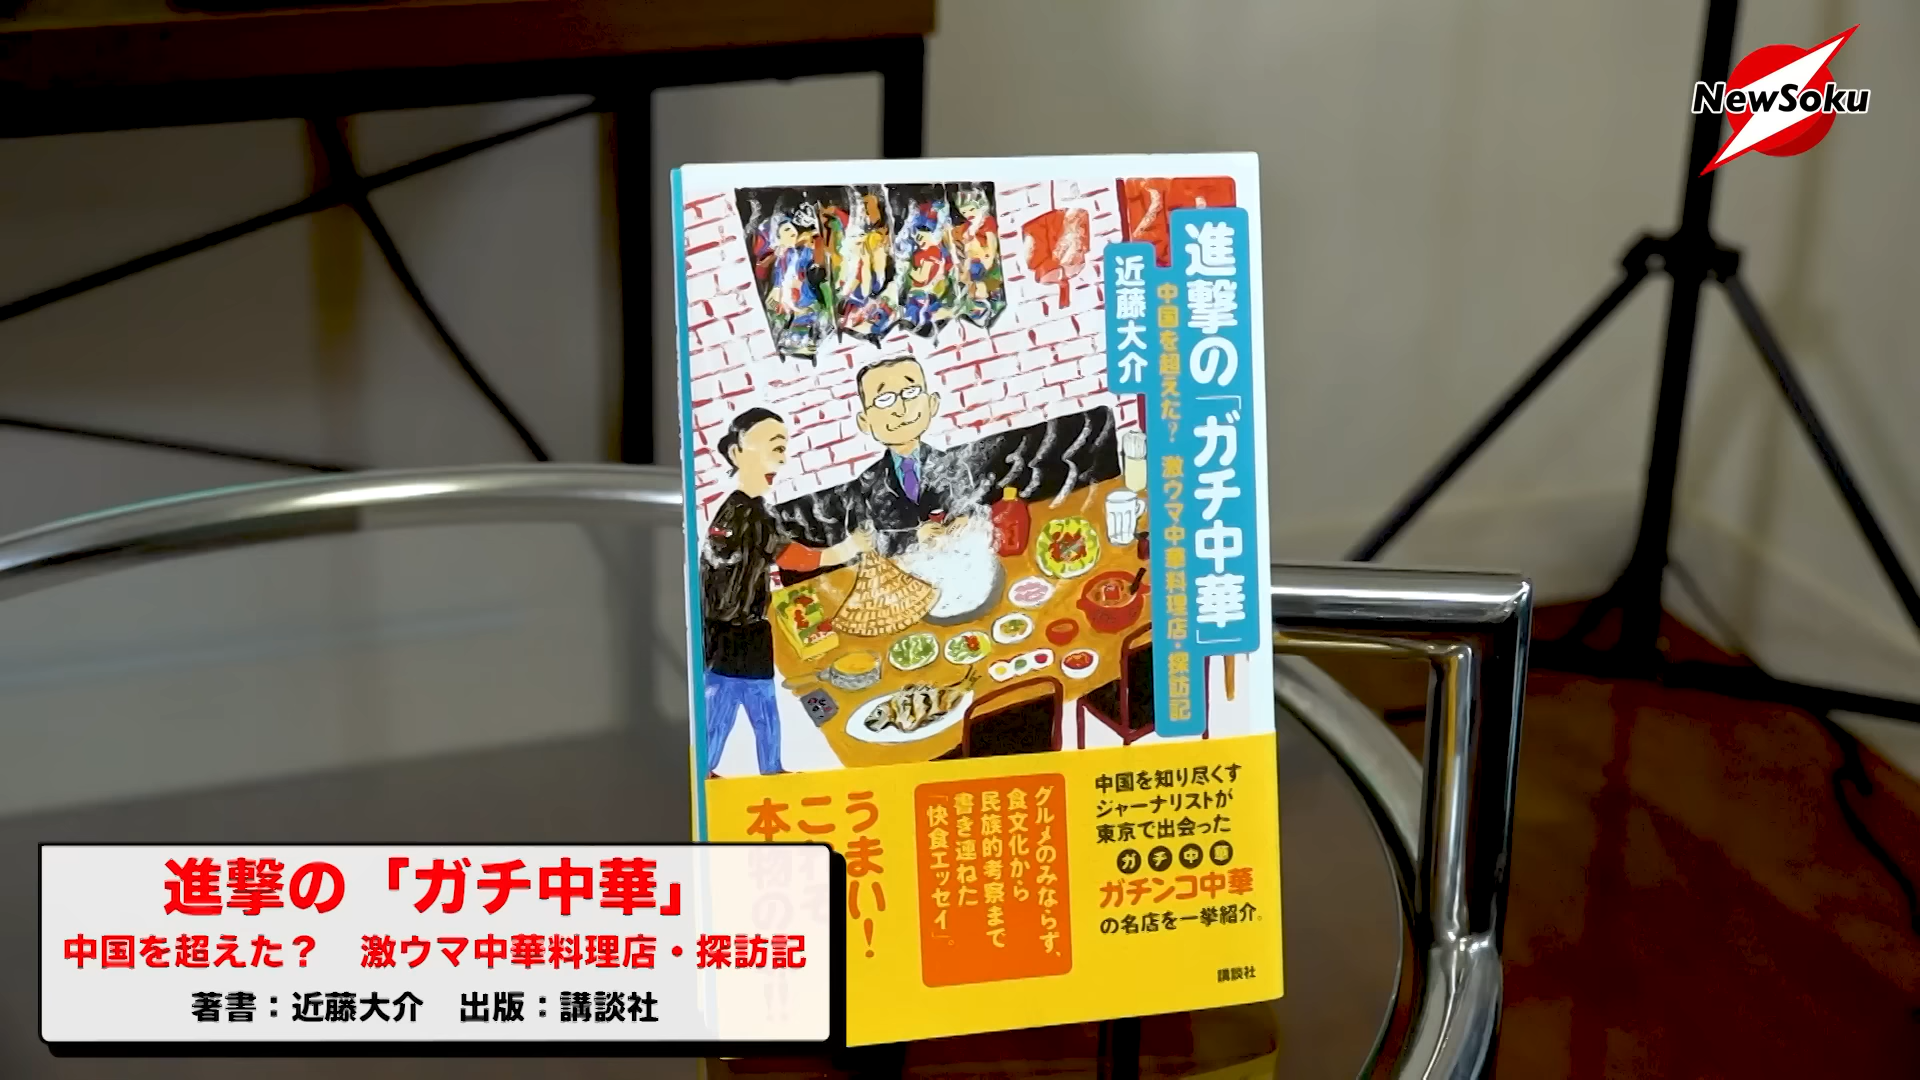 NewSoku
進撃の「ガチ中華」
中国を超えた? 激ウマ中華料理店・探訪記
近藤大介
中国を知り尽くす
ジャーナリストが
東京で出会った
ガチ中華
ガチンコ中華
の名店を一挙紹介。
グルメのみならず、
食文化から
民族的考察まで
書き連ねた
「快食エッセイ」。
うまい!
これぞ
本物の!!
講談社
進撃の「ガチ中華」
中国を超えた? 激ウマ中華料理店・探訪記
著書:近藤大介 出版:講談社